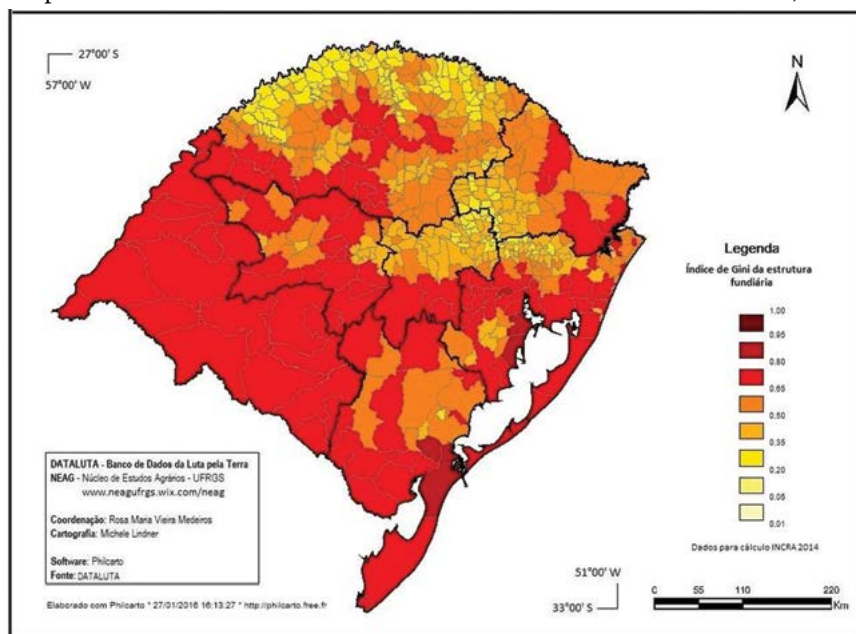 27°00' S
57°00' W
N
Legenda
Índice de Gini da estrutura
fundiária
1.00
0.95
0.80
0.65
0.50
0.35
0.20
0.05
0.01
Dados para cálculo INCRA 2014
DATALUTA - Banco de Dados da Luta pela Terra
NEAG - Núcleo de Estudos Agrários - UFRGS
www.neagufrgs.wix.com/neag
Coordenação: Rosa Maria Vieira Medeiros
Cartografia: Michele Lindner
Software: Philcarto
Fonte: DATALUTA
Elaborado com Philcarto * 27/01/2016 16:13:27 * http://philcarto.free.fr
51°00' W
33°00' S
0 55 110 220
Km